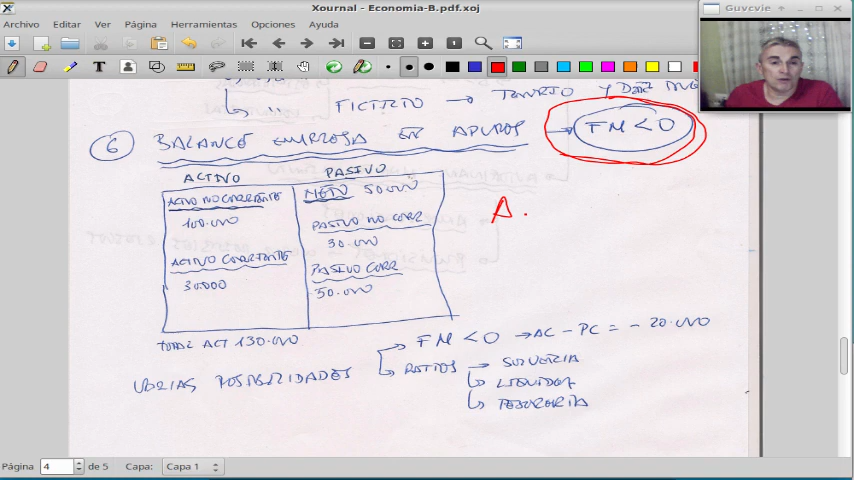 Xournal - Economia-B.pdf.xoj
Guvcvie
Archivo Editar Ver Página Herramientas Opciones Ayuda
FICTICIO → TENERLO Y
6 BALANCE EMPRESA EN APUROS → FM < 0
ACTIVO PASIVO
ACTIVO NO CORRIENTE NETO 50.000
100.000 PASIVO NO CORR
30.000
ACTIVO CORRIENTE PASIVO CORR
30.000 50.000
A.
TOTAL ACT 130.000
FM < 0 → AC - PC = - 20.000
VARIAS POSIBILIDADES RATIOS → SOLVENCIA
LIQUIDEZ
TESORERIA
Página 4 de 5 Capa: Capa 1